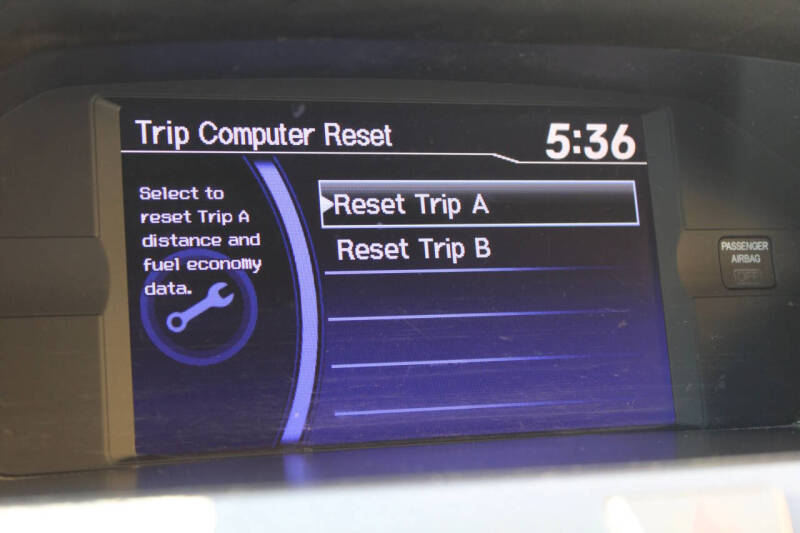 Trip Computer Reset
5:36
Select to
reset Trip A
distance and
fuel economy
data.
Reset Trip A
Reset Trip B
PASSENGER
AIRBAG
OFF